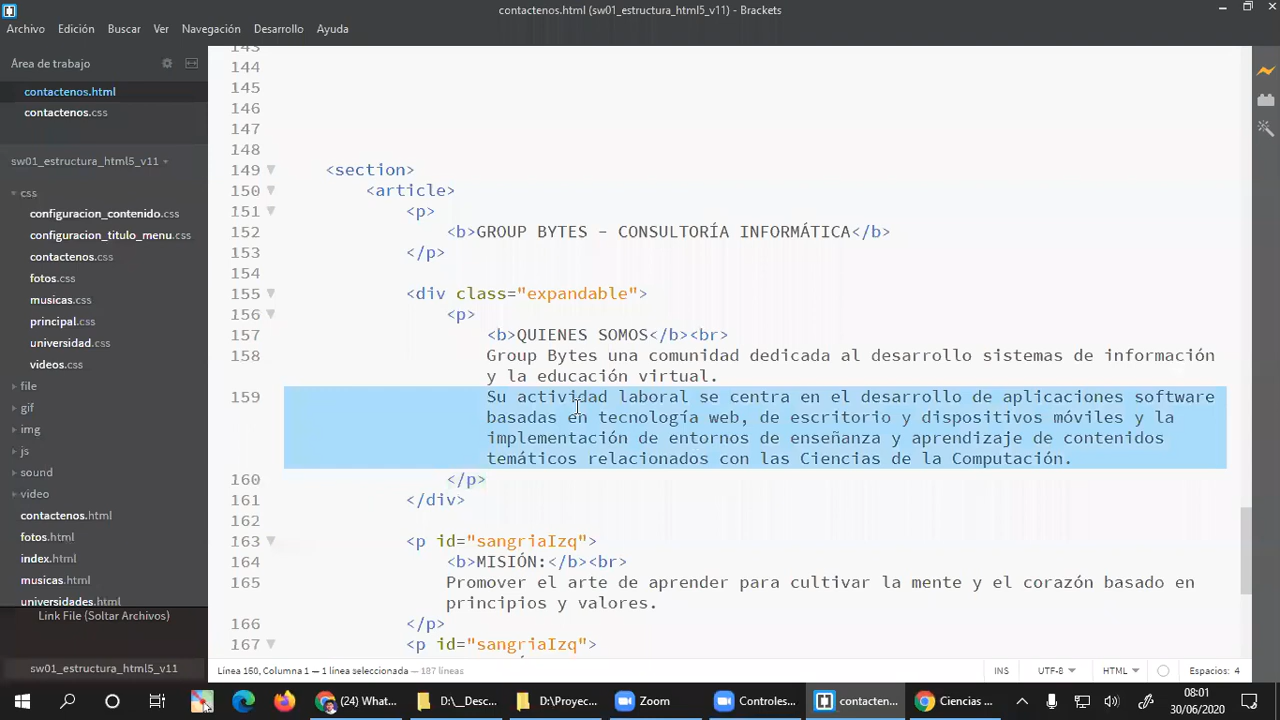 contactenos.html (sw01_estructura_html5_v11) - Brackets
Archivo Edición Buscar Ver Navegación Desarrollo Ayuda
Área de trabajo
contactenos.html
contactenos.css
sw01_estructura_html5_v11
css
configuracion_contenido.css
configuracion_titulo_menu.css
contactenos.css
fotos.css
musicas.css
principal.css
universidad.css
videos.css
file
gif
img
js
sound
video
contactenos.html
fotos.html
index.html
musicas.html
universidades.html
Link File (Soltar Archivos)
sw01_estructura_html5_v11
143
144
145
146
147
148
149 <section>
150 <article>
151 <p>
152 <b>GROUP BYTES - CONSULTORÍA INFORMÁTICA</b>
153 </p>
154
155 <div class="expandable">
156 <p>
157 <b>QUIENES SOMOS</b><br>
158 Group Bytes una comunidad dedicada al desarrollo sistemas de información
y la educación virtual.
159 Su actividad laboral se centra en el desarrollo de aplicaciones software
basadas en tecnología web, de escritorio y dispositivos móviles y la
implementación de entornos de enseñanza y aprendizaje de contenidos
temáticos relacionados con las Ciencias de la Computación.
160 </p>
161 </div>
162
163 <p id="sangriaIzq">
164 <b>MISIÓN:</b><br>
165 Promover el arte de aprender para cultivar la mente y el corazón basado en
principios y valores.
166 </p>
167 <p id="sangriaIzq">
Línea 160, Columna 1 — 1 línea seleccionada — 187 líneas
INS UTF-8 HTML Espacios: 4
(24) What... D:\__Desc... D:\Proyec... Zoom Controles... contacten... Ciencias ...
08:01
30/06/2020